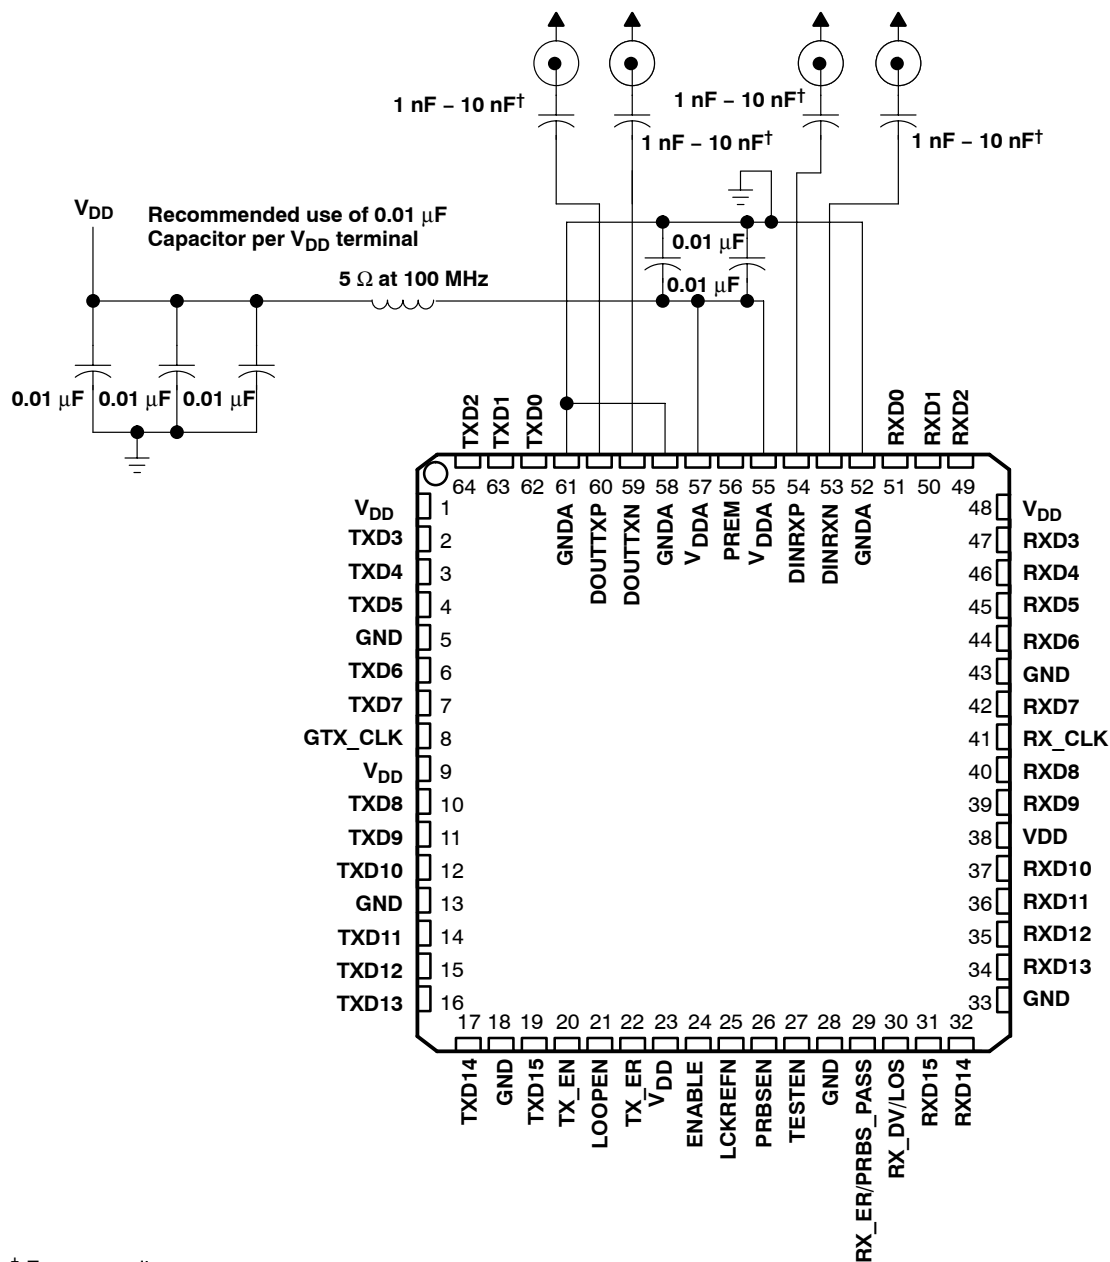 1 nF – 10 nF†
1 nF – 10 nF†
1 nF – 10 nF†
1 nF – 10 nF†
VDD
Recommended use of 0.01 μF
Capacitor per VDD terminal
5 Ω at 100 MHz
0.01 μF
0.01 μF
0.01 μF
0.01 μF
0.01 μF
TXD2
TXD1
TXD0
RXD0
RXD1
RXD2
64 63 62 61 60 59 58 57 56 55 54 53 52 51 50 49
GNDA
DOUTTXP
DOUTTXN
GNDA
VDDA
PREM
VDDA
DINRXP
DINRXN
GNDA
VDD 1
TXD3 2
TXD4 3
TXD5 4
GND 5
TXD6 6
TXD7 7
GTX_CLK 8
VDD 9
TXD8 10
TXD9 11
TXD10 12
GND 13
TXD11 14
TXD12 15
TXD13 16
48 VDD
47 RXD3
46 RXD4
45 RXD5
44 RXD6
43 GND
42 RXD7
41 RX_CLK
40 RXD8
39 RXD9
38 VDD
37 RXD10
36 RXD11
35 RXD12
34 RXD13
33 GND
17 18 19 20 21 22 23 24 25 26 27 28 29 30 31 32
TXD14
GND
TXD15
TX_EN
LOOPEN
TX_ER
VDD
ENABLE
LCKREFN
PRBSEN
TESTEN
GND
RX_ER/PRBS_PASS
RX_DV/LOS
RXD15
RXD14